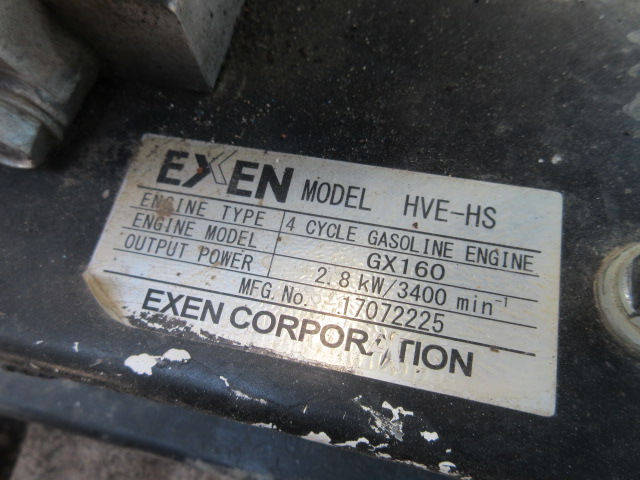 EXEN MODEL HVE-HS
ENGINE TYPE 4 CYCLE GASOLINE ENGINE
ENGINE MODEL GX160
OUTPUT POWER 2.8 kW/3400 min⁻¹
MFG. No. 17072225
EXEN CORPORATION